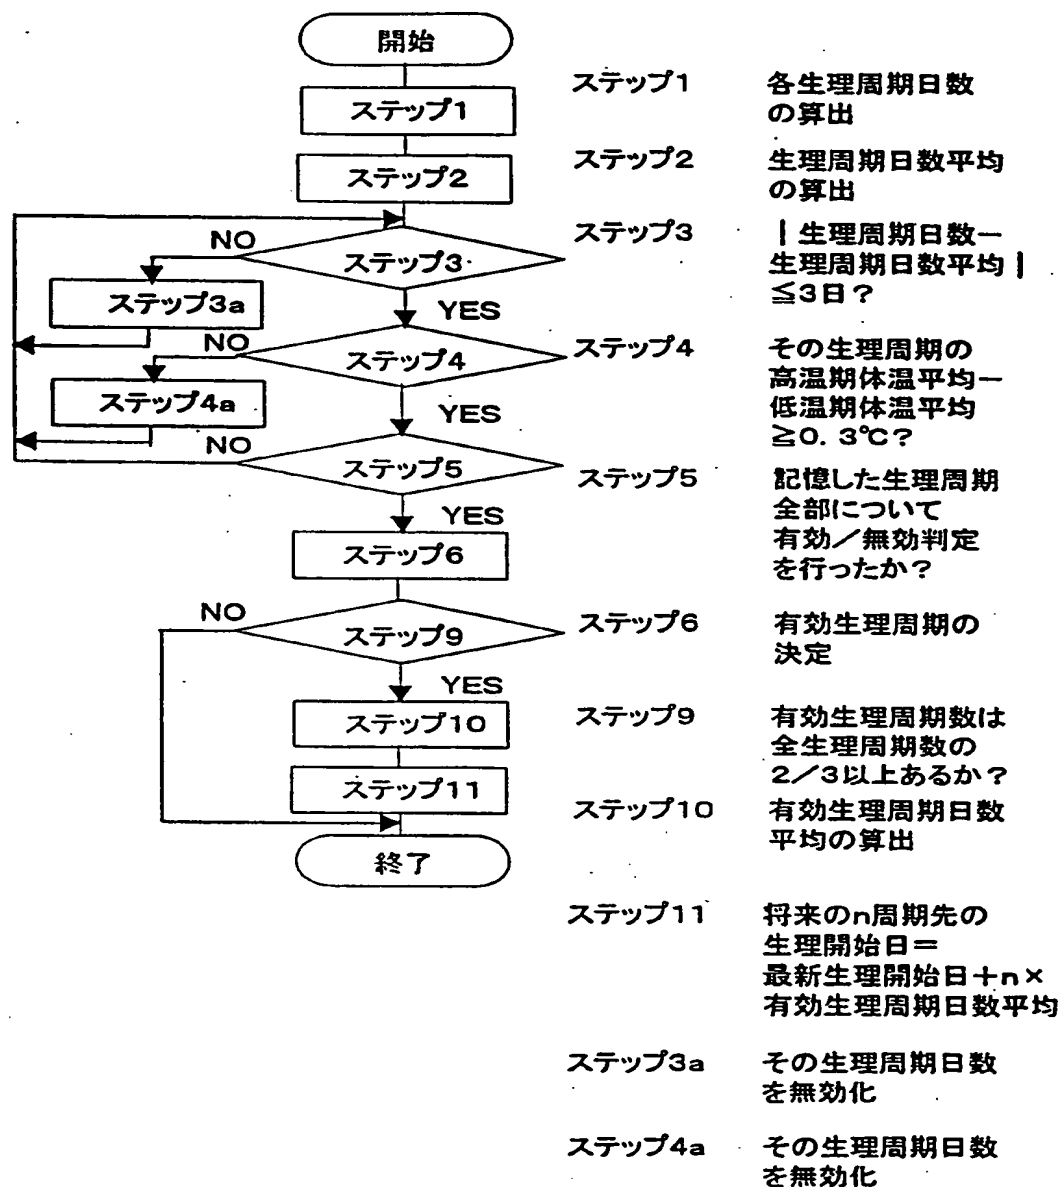 開始
ステップ1
ステップ2
NO
ステップ3
ステップ3a
YES
NO
ステップ4
ステップ4a
YES
NO
ステップ5
YES
ステップ6
NO
ステップ9
YES
ステップ10
ステップ11
終了
ステップ1 各生理周期日数
の算出
ステップ2 生理周期日数平均
の算出
ステップ3 |生理周期日数-
生理周期日数平均|
≦3日?
ステップ4 その生理周期の
高温期体温平均-
低温期体温平均
≧0.3℃?
ステップ5 記憶した生理周期
全部について
有効/無効判定
を行ったか?
ステップ6 有効生理周期の
決定
ステップ9 有効生理周期数は
全生理周期数の
2/3以上あるか?
ステップ10 有効生理周期日数
平均の算出
ステップ11 将来のn周期先の
生理開始日=
最新生理開始日+n×
有効生理周期日数平均
ステップ3a その生理周期日数
を無効化
ステップ4a その生理周期日数
を無効化